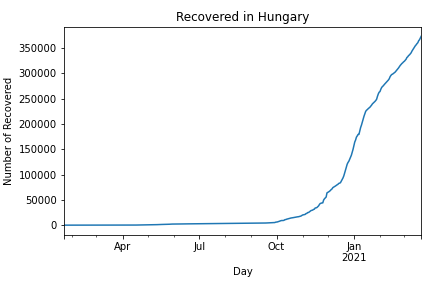 Recovered in Hungary
350000
300000
250000
200000
150000
100000
50000
0
Number of Recovered
Apr
Jul
Oct
Jan
2021
Day